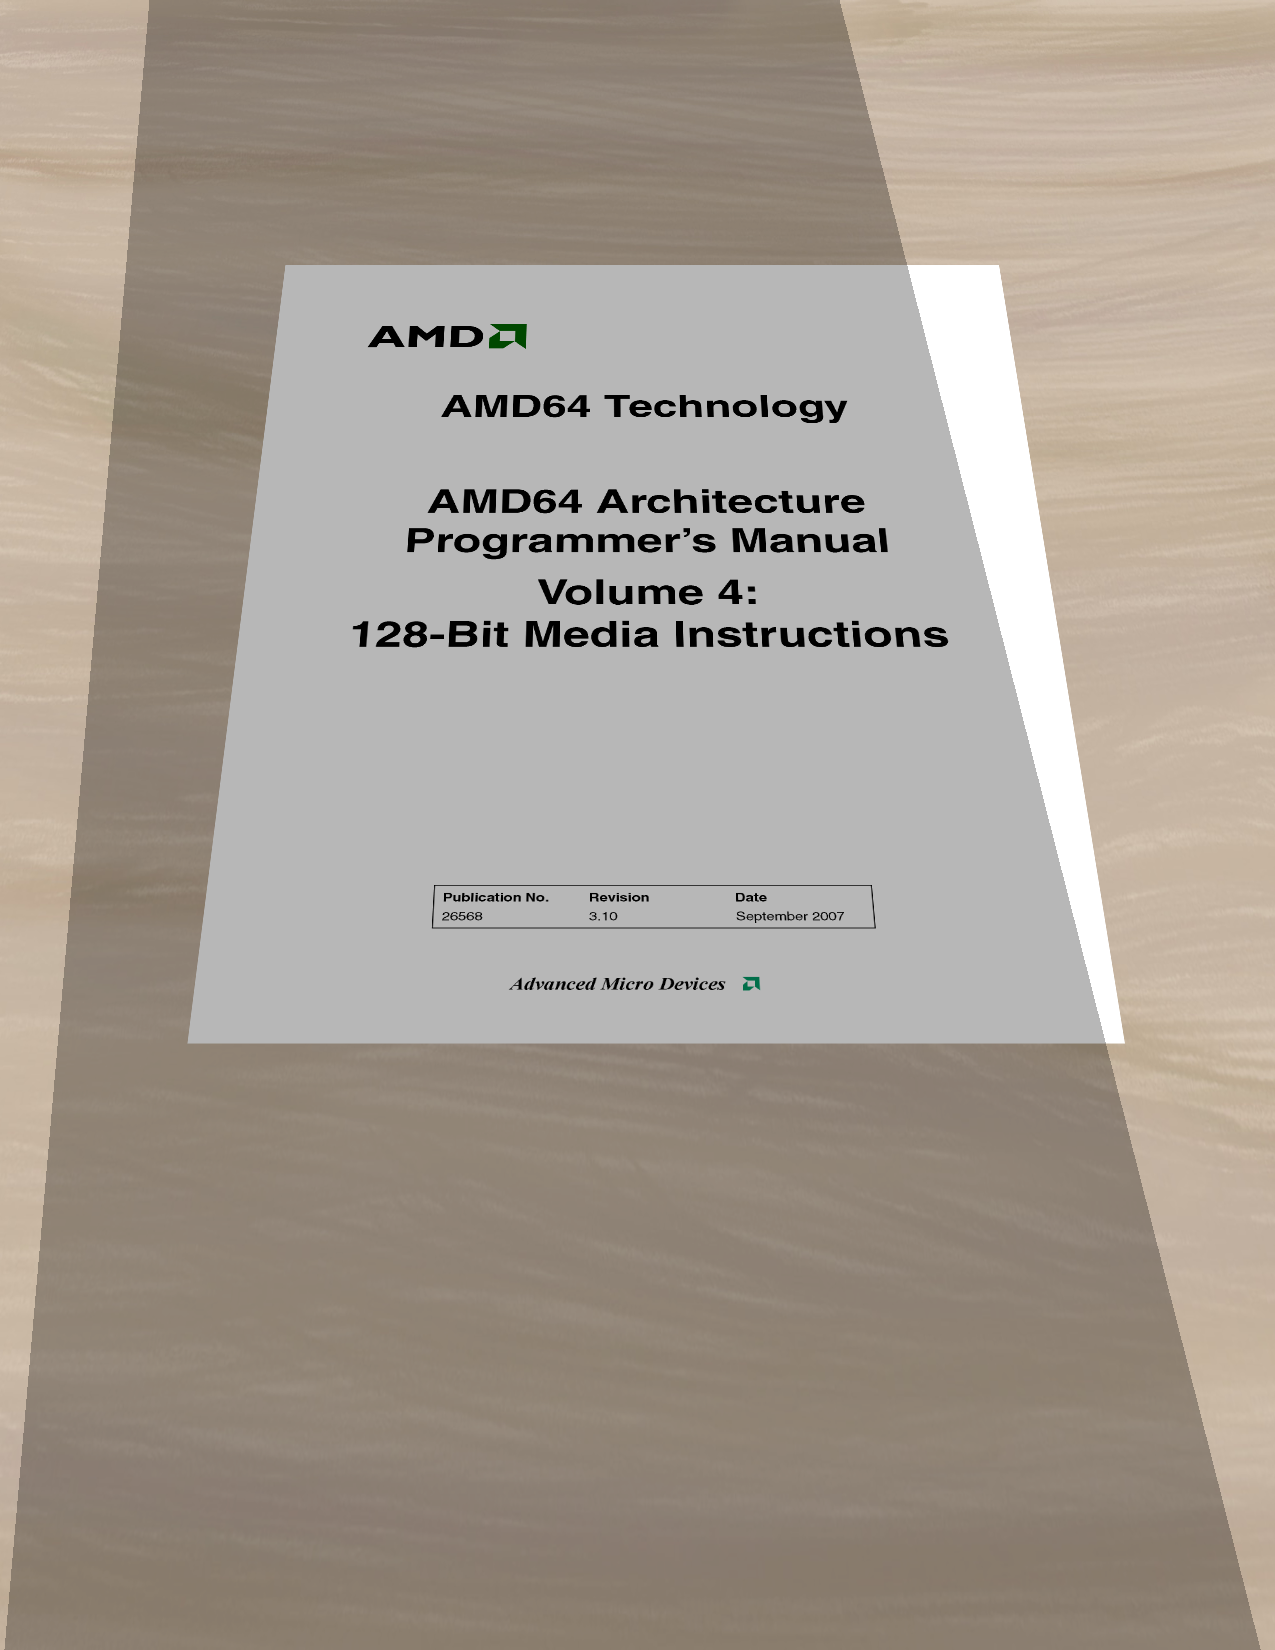 AMD
AMD64 Technology
AMD64 Architecture
Programmer’s Manual
Volume 4:
128-Bit Media Instructions
Publication No. Revision Date
26568 3.10 September 2007
Advanced Micro Devices